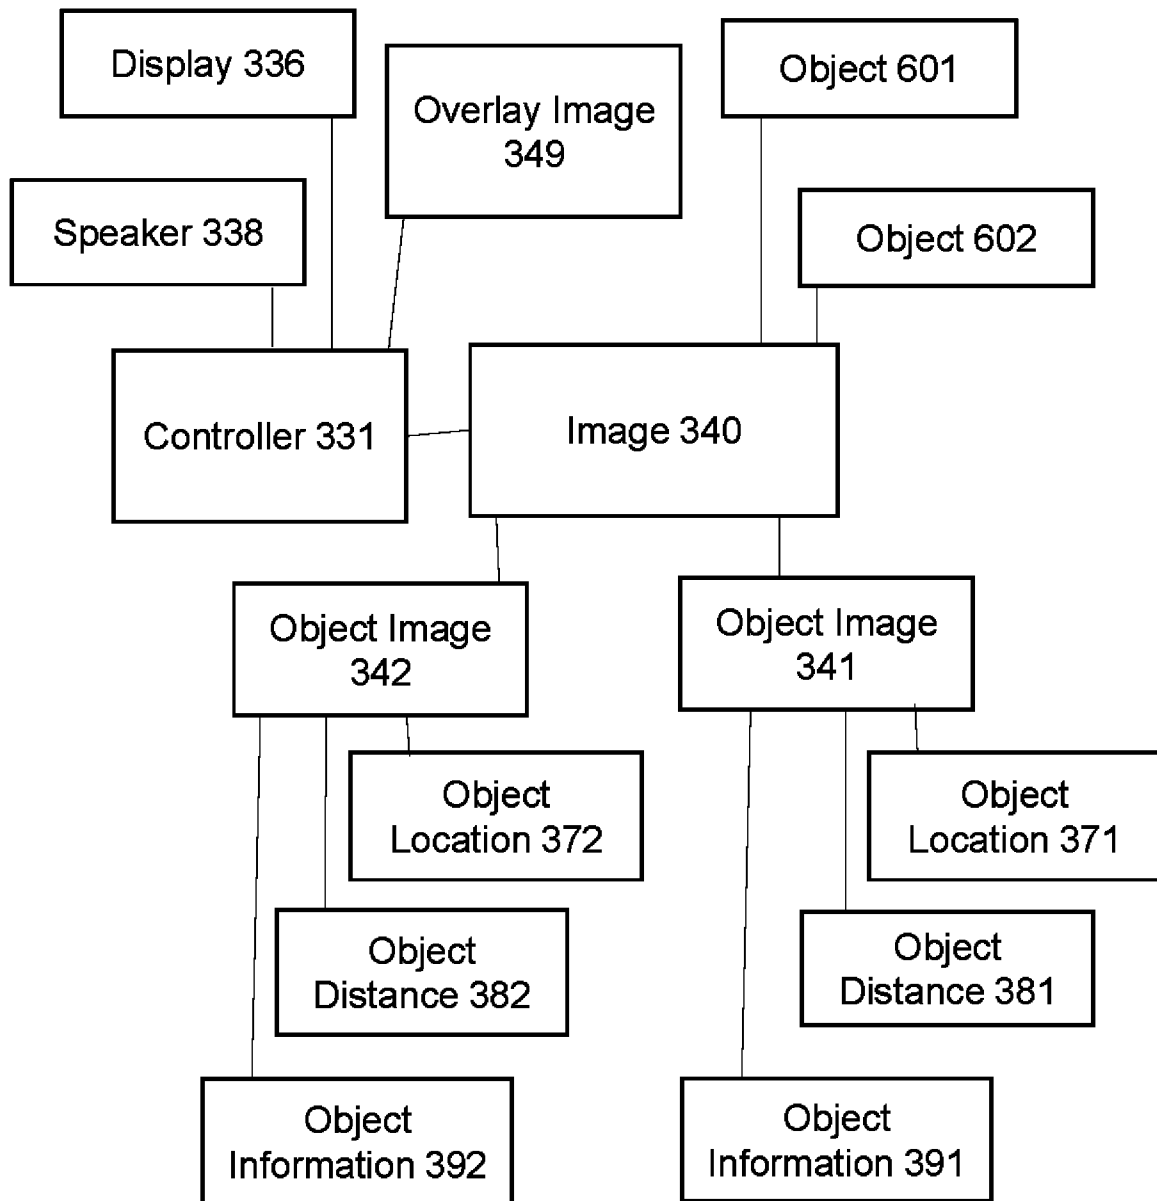 Display 336
Overlay Image
349
Object 601
Speaker 338
Object 602
Controller 331
Image 340
Object Image
342
Object Image
341
Object
Location 372
Object
Location 371
Object
Distance 382
Object
Distance 381
Object
Information 392
Object
Information 391